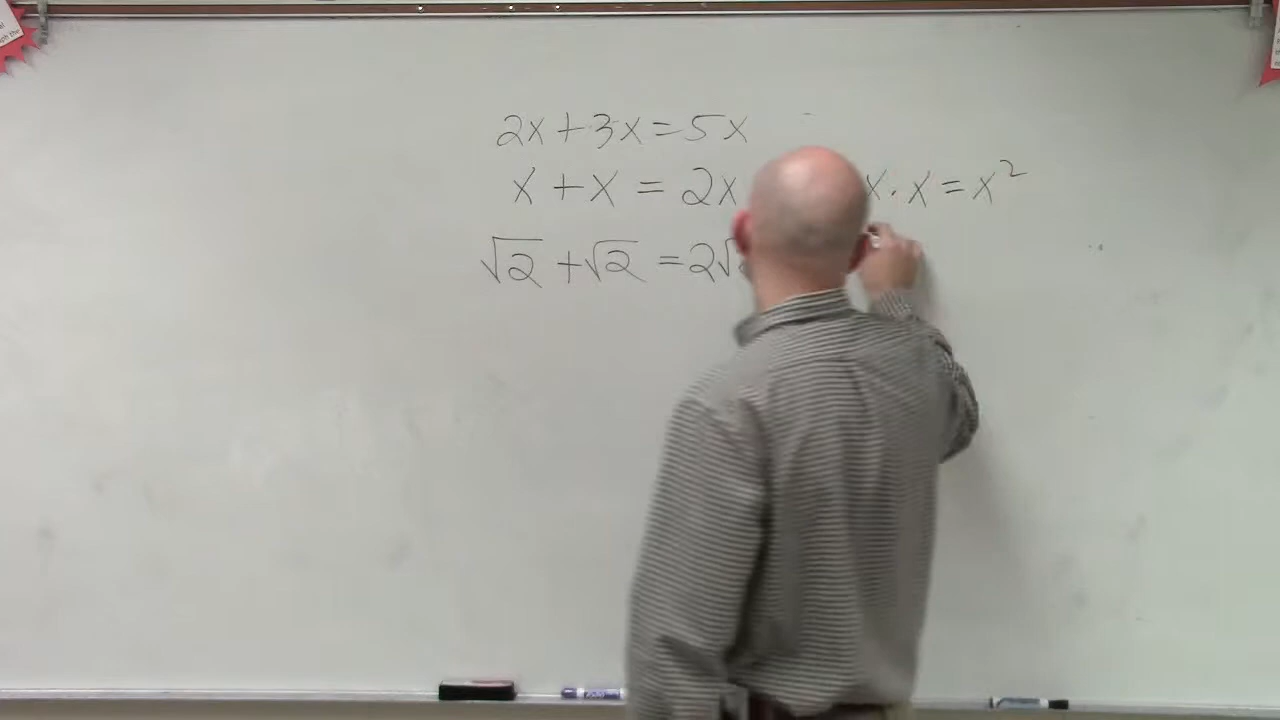 2x+3x=5x
x+x=2x x·x=x²
√2+√2=2√